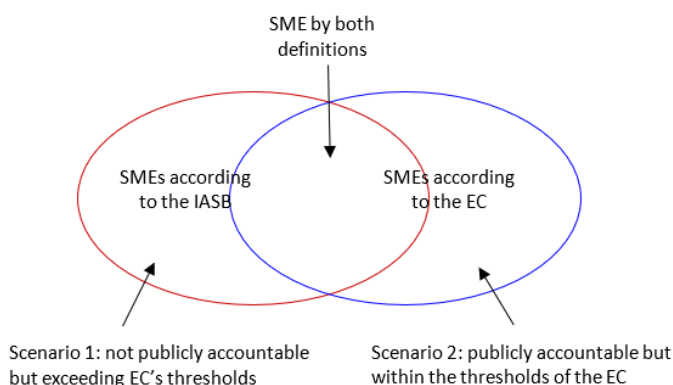 SME by both
definitions
SMEs according
to the IASB
SMEs according
to the EC
Scenario 1: not publicly accountable
but exceeding EC's thresholds
Scenario 2: publicly accountable but
within the thresholds of the EC